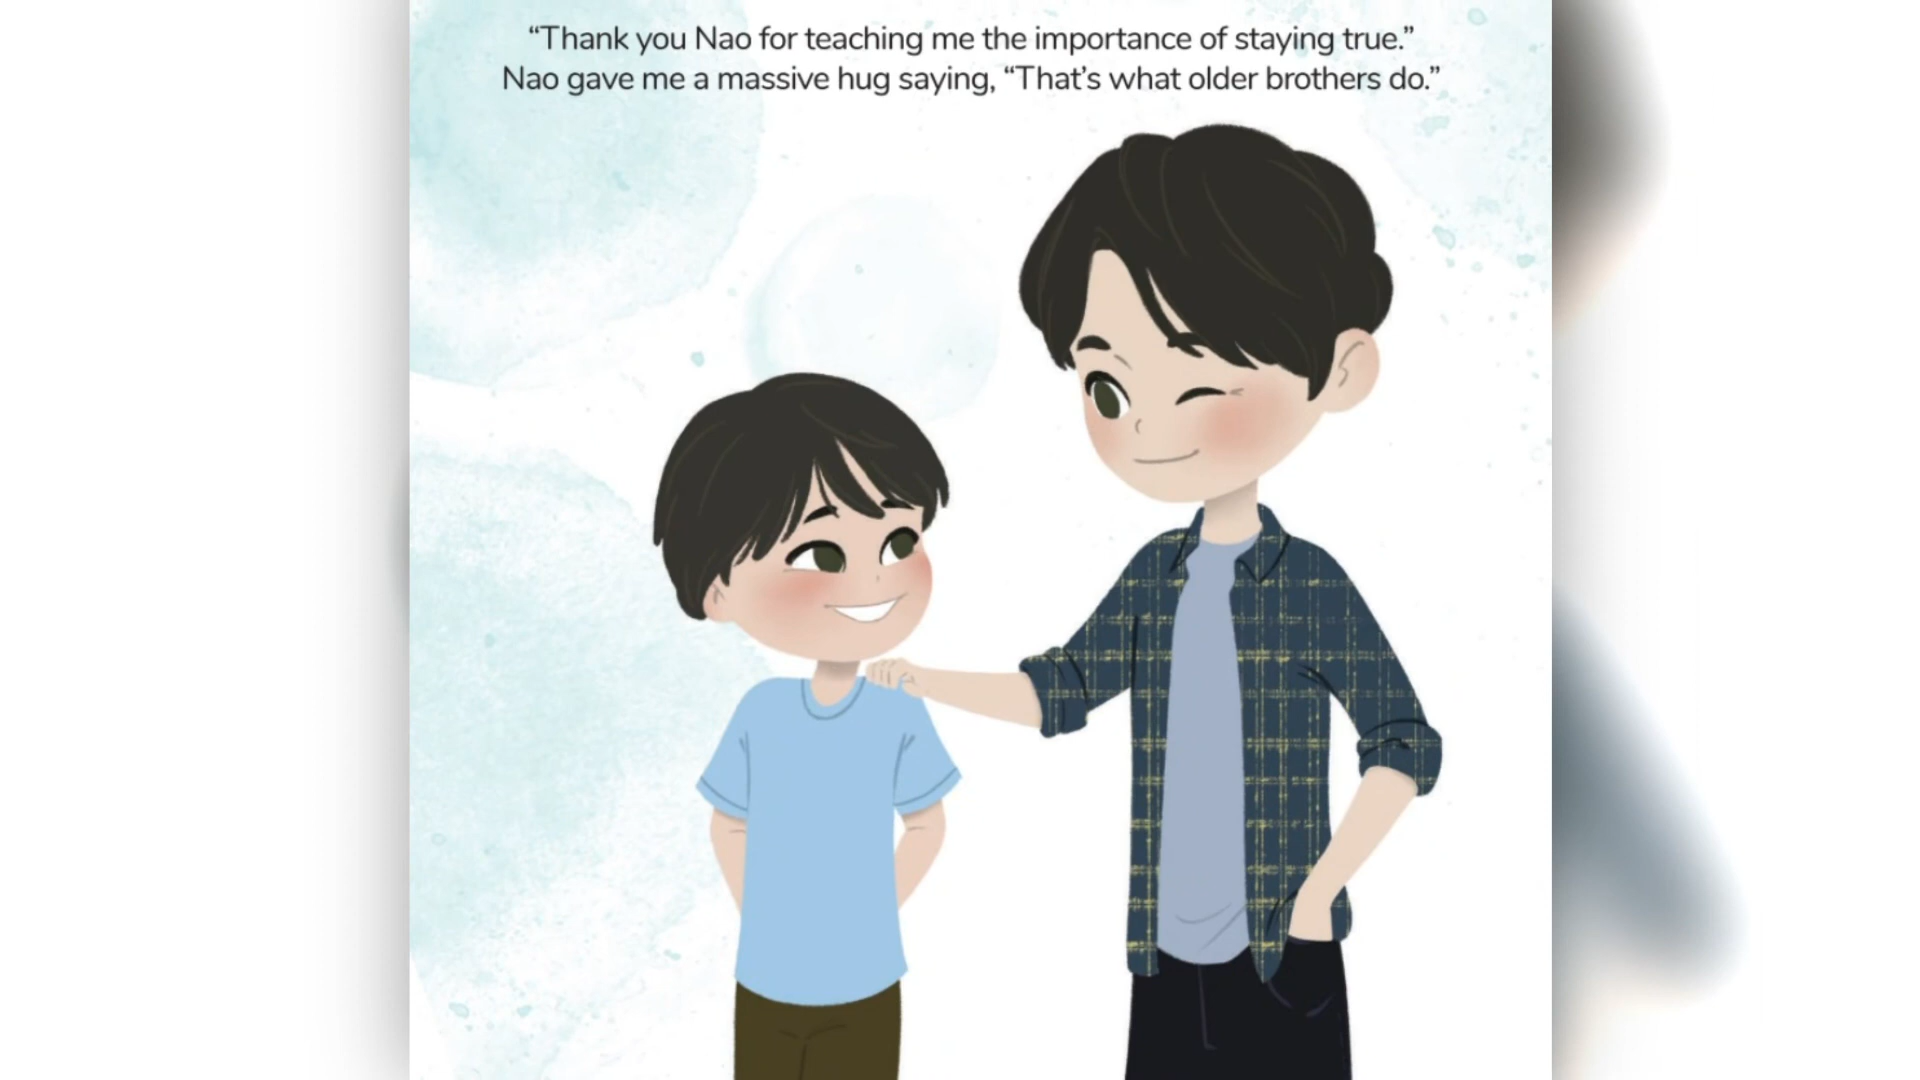 “Thank you Nao for teaching me the importance of staying true.”
Nao gave me a massive hug saying, “That’s what older brothers do.”